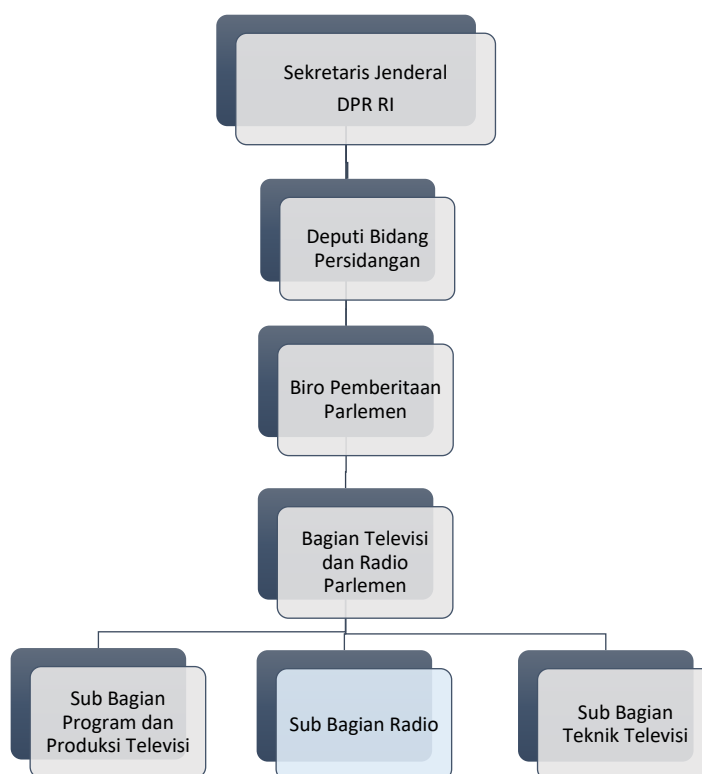 Sekretaris Jenderal
DPR RI
Deputi Bidang
Persidangan
Biro Pemberitaan
Parlemen
Bagian Televisi
dan Radio
Parlemen
Sub Bagian
Program dan
Produksi Televisi
Sub Bagian Radio
Sub Bagian
Teknik Televisi